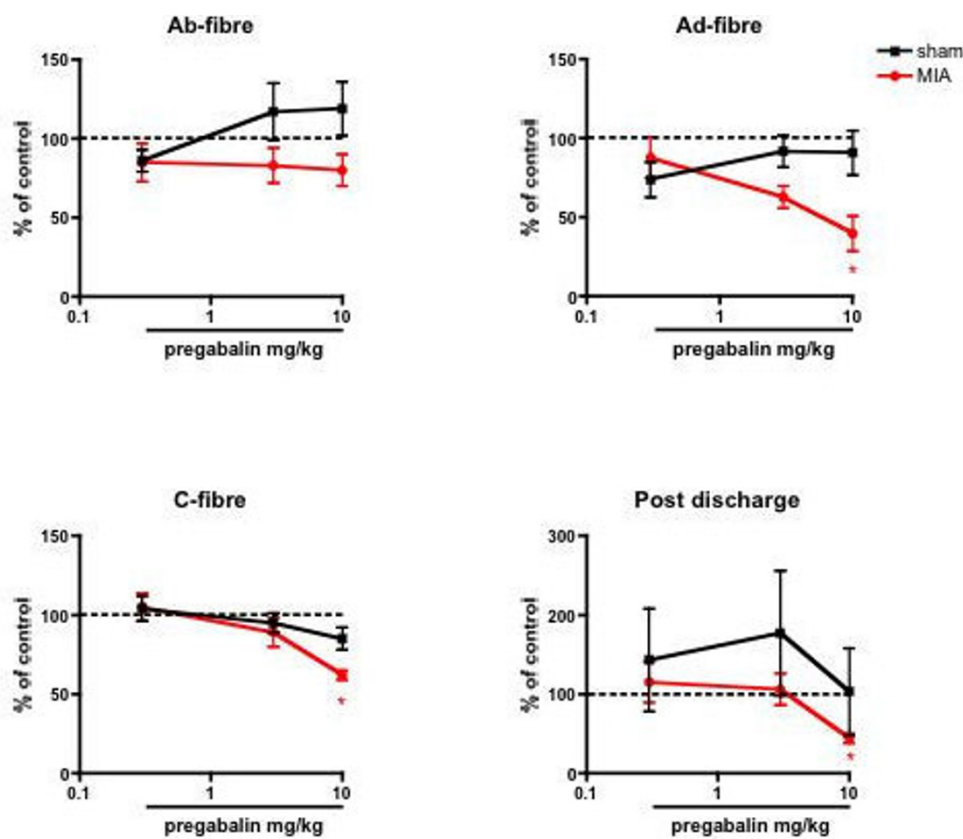 Ab-fibre
150
100
50
0
% of control
0.1 1 10
pregabalin mg/kg
Ad-fibre
sham
MIA
150
100
50
0
% of control
0.1 1 10
*
pregabalin mg/kg
C-fibre
150
100
50
0
% of control
0.1 1 10
*
pregabalin mg/kg
Post discharge
300
200
100
0
% of control
0.1 1 10
*
pregabalin mg/kg